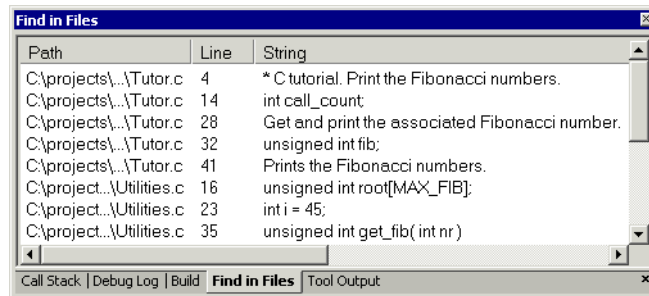 Find in Files
Path Line String
C:\projects\...\Tutor.c 4 * C tutorial. Print the Fibonacci numbers.
C:\projects\...\Tutor.c 14 int call_count;
C:\projects\...\Tutor.c 28 Get and print the associated Fibonacci number.
C:\projects\...\Tutor.c 32 unsigned int fib;
C:\projects\...\Tutor.c 41 Prints the Fibonacci numbers.
C:\project...\Utilities.c 16 unsigned int root[MAX_FIB];
C:\project...\Utilities.c 23 int i = 45;
C:\project...\Utilities.c 35 unsigned int get_fib( int nr )
Call Stack | Debug Log | Build | Find in Files | Tool Output